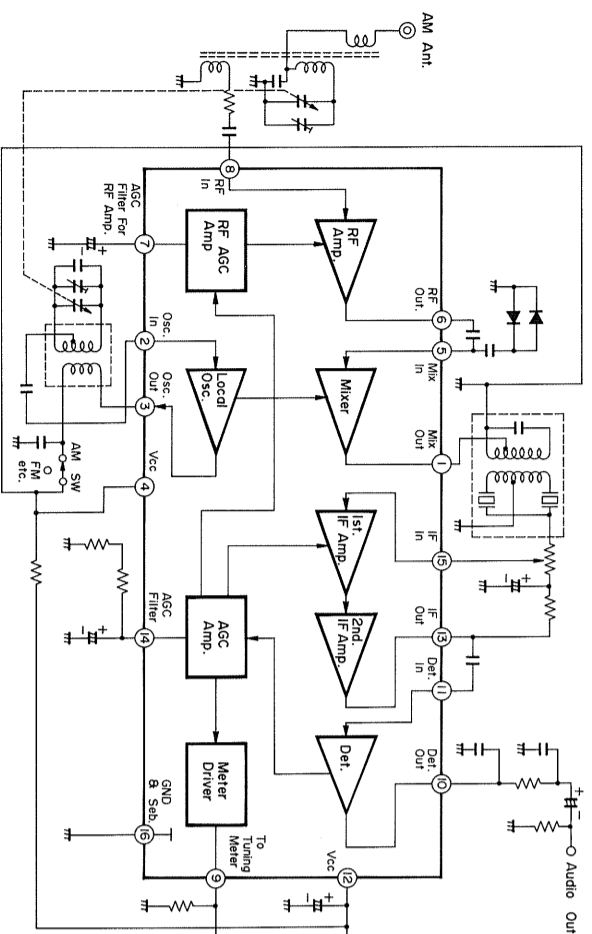 AM Ant.
8
RF
In
RF
Amp.
RF
Out.
6
5
Mix
In
Mixer
Mix
Out
1
IF
In
15
1st.
IF Amp.
2nd.
IF Amp.
IF
Out
13
Det.
In
11
Det.
Det.
Out
10
+
-
Audio Out
+
-
AGC
Filter For
RF Amp.
7
+
-
RF AGC
Amp
Osc.
In
2
Local
Osc.
Osc.
Out
3
Vcc
4
AM
SW
FM
etc.
AGC
Filter
14
+
-
AGC
Amp.
Meter
Driver
GND
& Seb.
16
To
Tuning
Meter
9
Vcc
12
+
-